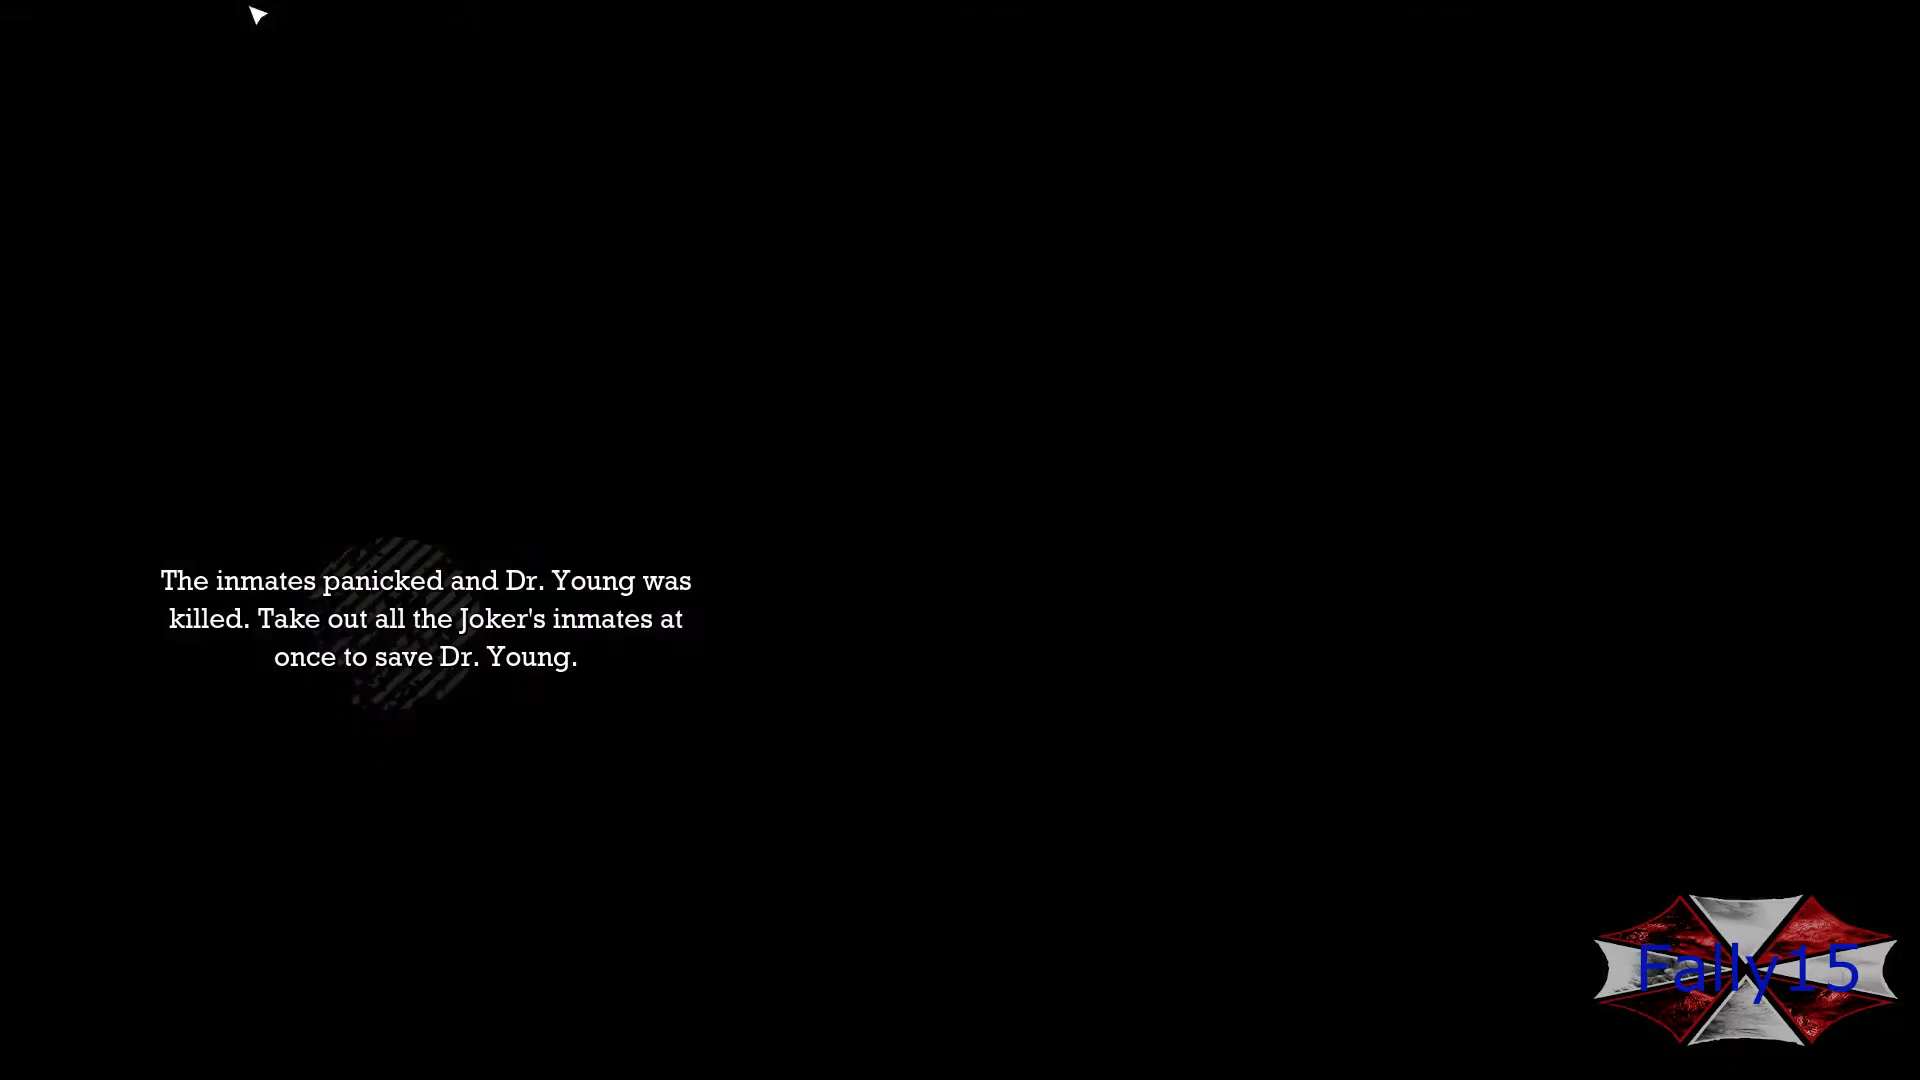 The inmates panicked and Dr. Young was
killed. Take out all the Joker's inmates at
once to save Dr. Young.
Fally15